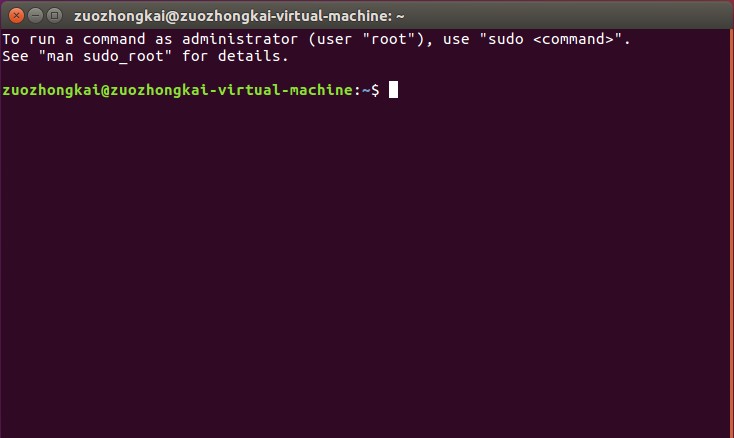 zuozhongkai@zuozhongkai-virtual-machine: ~
To run a command as administrator (user "root"), use "sudo <command>".
See "man sudo_root" for details.
zuozhongkai@zuozhongkai-virtual-machine:~$